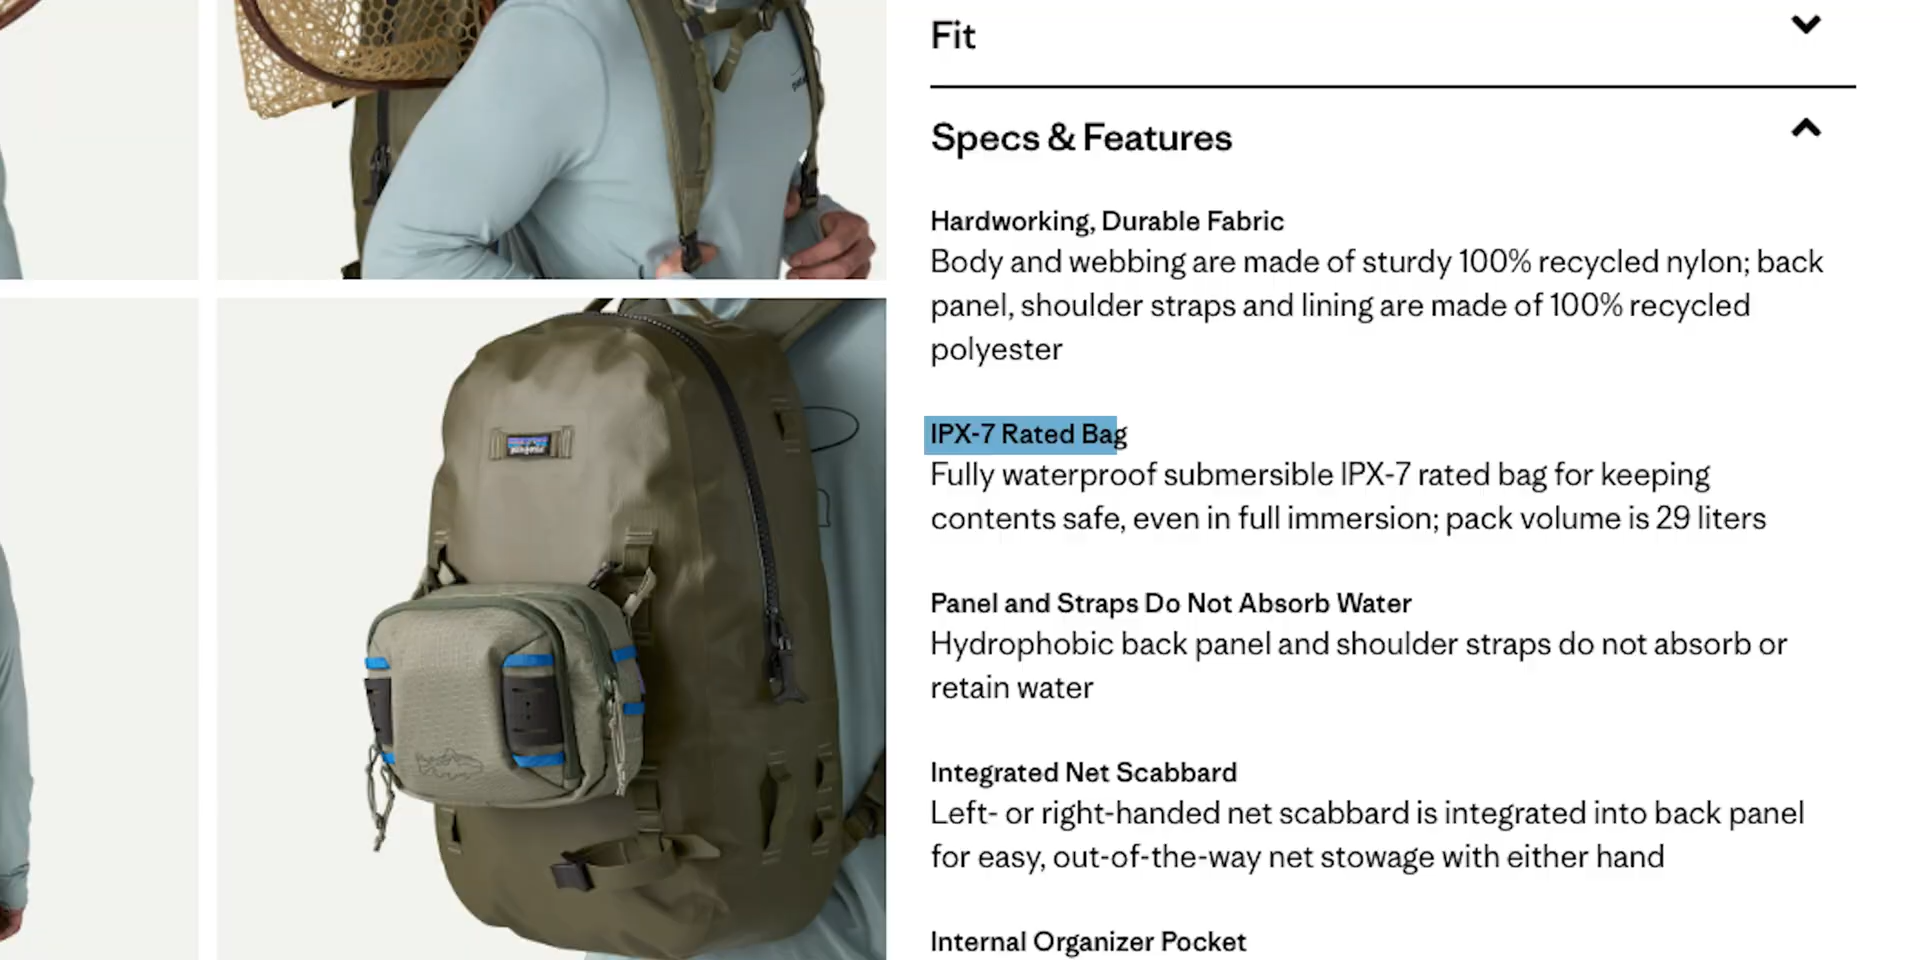 Fit
Specs & Features
Hardworking, Durable Fabric
Body and webbing are made of sturdy 100% recycled nylon; back
panel, shoulder straps and lining are made of 100% recycled
polyester
IPX-7 Rated Bag
Fully waterproof submersible IPX-7 rated bag for keeping
contents safe, even in full immersion; pack volume is 29 liters
Panel and Straps Do Not Absorb Water
Hydrophobic back panel and shoulder straps do not absorb or
retain water
Integrated Net Scabbard
Left- or right-handed net scabbard is integrated into back panel
for easy, out-of-the-way net stowage with either hand
Internal Organizer Pocket